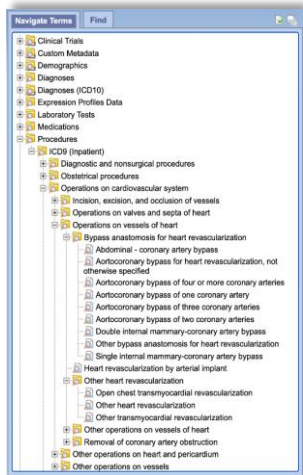 Navigate Terms Find
Clinical Trials
Custom Metadata
Demographics
Diagnoses
Diagnoses (ICD10)
Expression Profiles Data
Laboratory Tests
Medications
Procedures
ICD9 (Inpatient)
Diagnostic and nonsurgical procedures
Obstetrical procedures
Operations on cardiovascular system
Incision, excision, and occlusion of vessels
Operations on valves and septa of heart
Operations on vessels of heart
Bypass anastomosis for heart revascularization
Abdominal - coronary artery bypass
Aortocoronary bypass for heart revascularization, not
otherwise specified
Aortocoronary bypass of four or more coronary arteries
Aortocoronary bypass of one coronary artery
Aortocoronary bypass of three coronary arteries
Aortocoronary bypass of two coronary arteries
Double internal mammary-coronary artery bypass
Other bypass anastomosis for heart revascularization
Single internal mammary-coronary artery bypass
Heart revascularization by arterial implant
Other heart revascularization
Open chest transmyocardial revascularization
Other heart revascularization
Other transmyocardial revascularization
Other operations on vessels of heart
Removal of coronary artery obstruction
Other operations on heart and pericardium
Other operations on vessels